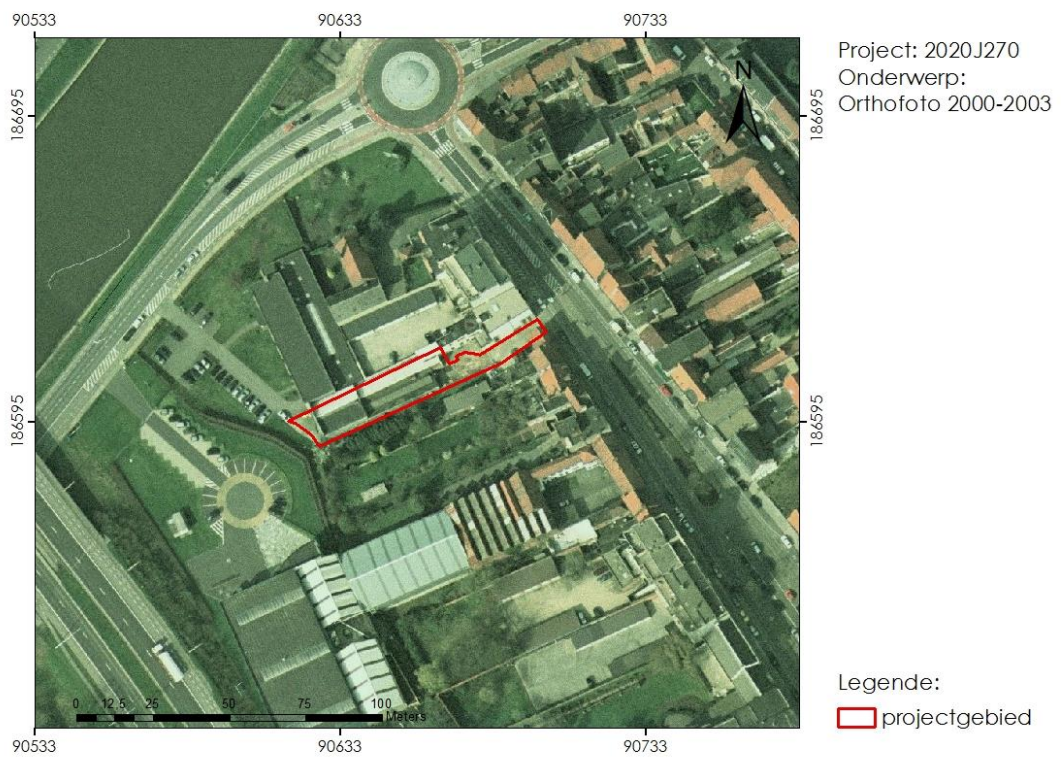 90533 90633 90733
Project: 2020J270
Onderwerp:
Orthofoto 2000-2003
N
186695 186695
186595 186595
0 12,5 25 50 75 100
Meters
Legende:
projectgebied
90533 90633 90733